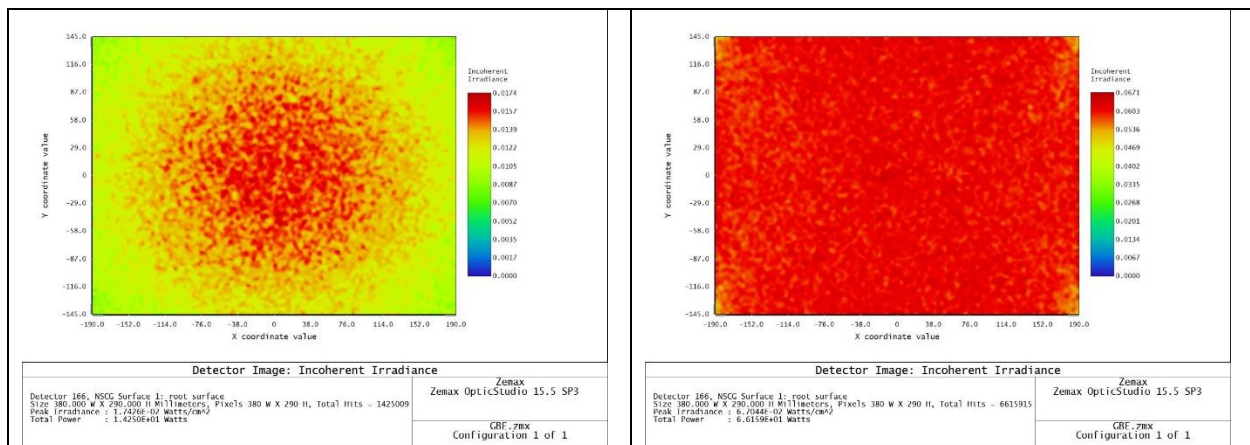 145.0
116.0
87.0
58.0
29.0
0
-29.0
-58.0
-87.0
-116.0
-145.0
Y coordinate value
-190.0 -152.0 -114.0 -76.0 -38.0 0 38.0 76.0 114.0 152.0 190.0
X coordinate value
Incoherent
Irradiance
0.0174
0.0157
0.0139
0.0122
0.0105
0.0087
0.0070
0.0052
0.0035
0.0017
0.0000
Detector Image: Incoherent Irradiance
Detector 166, NSCG Surface 1: root surface
Size 380.000 W X 290.000 H Millimeters, Pixels 380 W X 290 H, Total Hits = 1425009
Peak Irradiance : 1.7426E-02 Watts/cm^2
Total Power : 1.4250E+01 Watts
Zemax
Zemax OpticStudio 15.5 SP3
GBE.zmx
Configuration 1 of 1
145.0
116.0
87.0
58.0
29.0
0
-29.0
-58.0
-87.0
-116.0
-145.0
Y coordinate value
-190.0 -152.0 -114.0 -76.0 -38.0 0 38.0 76.0 114.0 152.0 190.0
X coordinate value
Incoherent
Irradiance
0.0671
0.0603
0.0536
0.0469
0.0402
0.0335
0.0268
0.0201
0.0134
0.0067
0.0000
Detector Image: Incoherent Irradiance
Detector 166, NSCG Surface 1: root surface
Size 380.000 W X 290.000 H Millimeters, Pixels 380 W X 290 H, Total Hits = 6615915
Peak Irradiance : 6.7044E-02 Watts/cm^2
Total Power : 6.6159E+01 Watts
Zemax
Zemax OpticStudio 15.5 SP3
GBE.zmx
Configuration 1 of 1